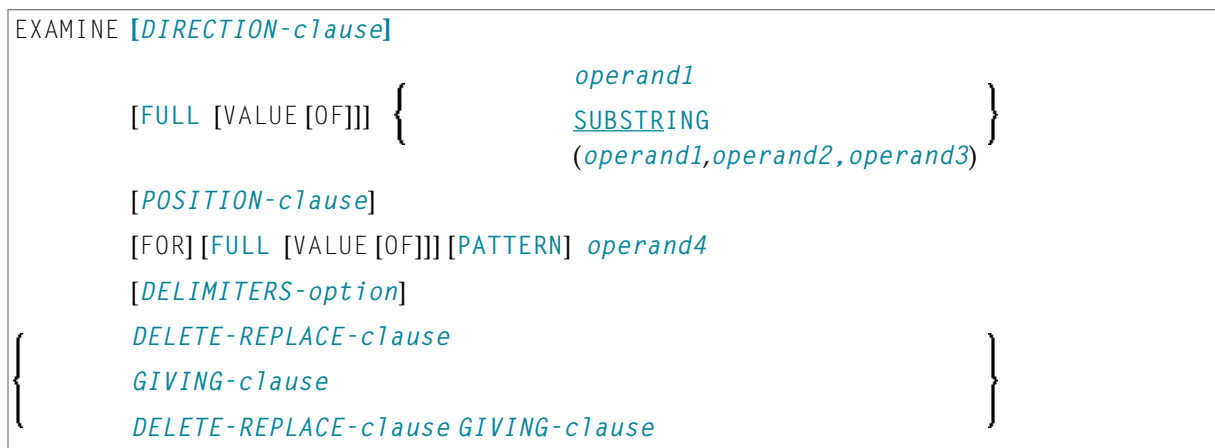 EXAMINE [DIRECTION-clause]
operand1
[FULL [VALUE [OF]]] { SUBSTRING }
(operand1,operand2,operand3)
[POSITION-clause]
[FOR] [FULL [VALUE [OF]]] [PATTERN] operand4
[DELIMITERS-option]
DELETE-REPLACE-clause
{ GIVING-clause }
DELETE-REPLACE-clause GIVING-clause